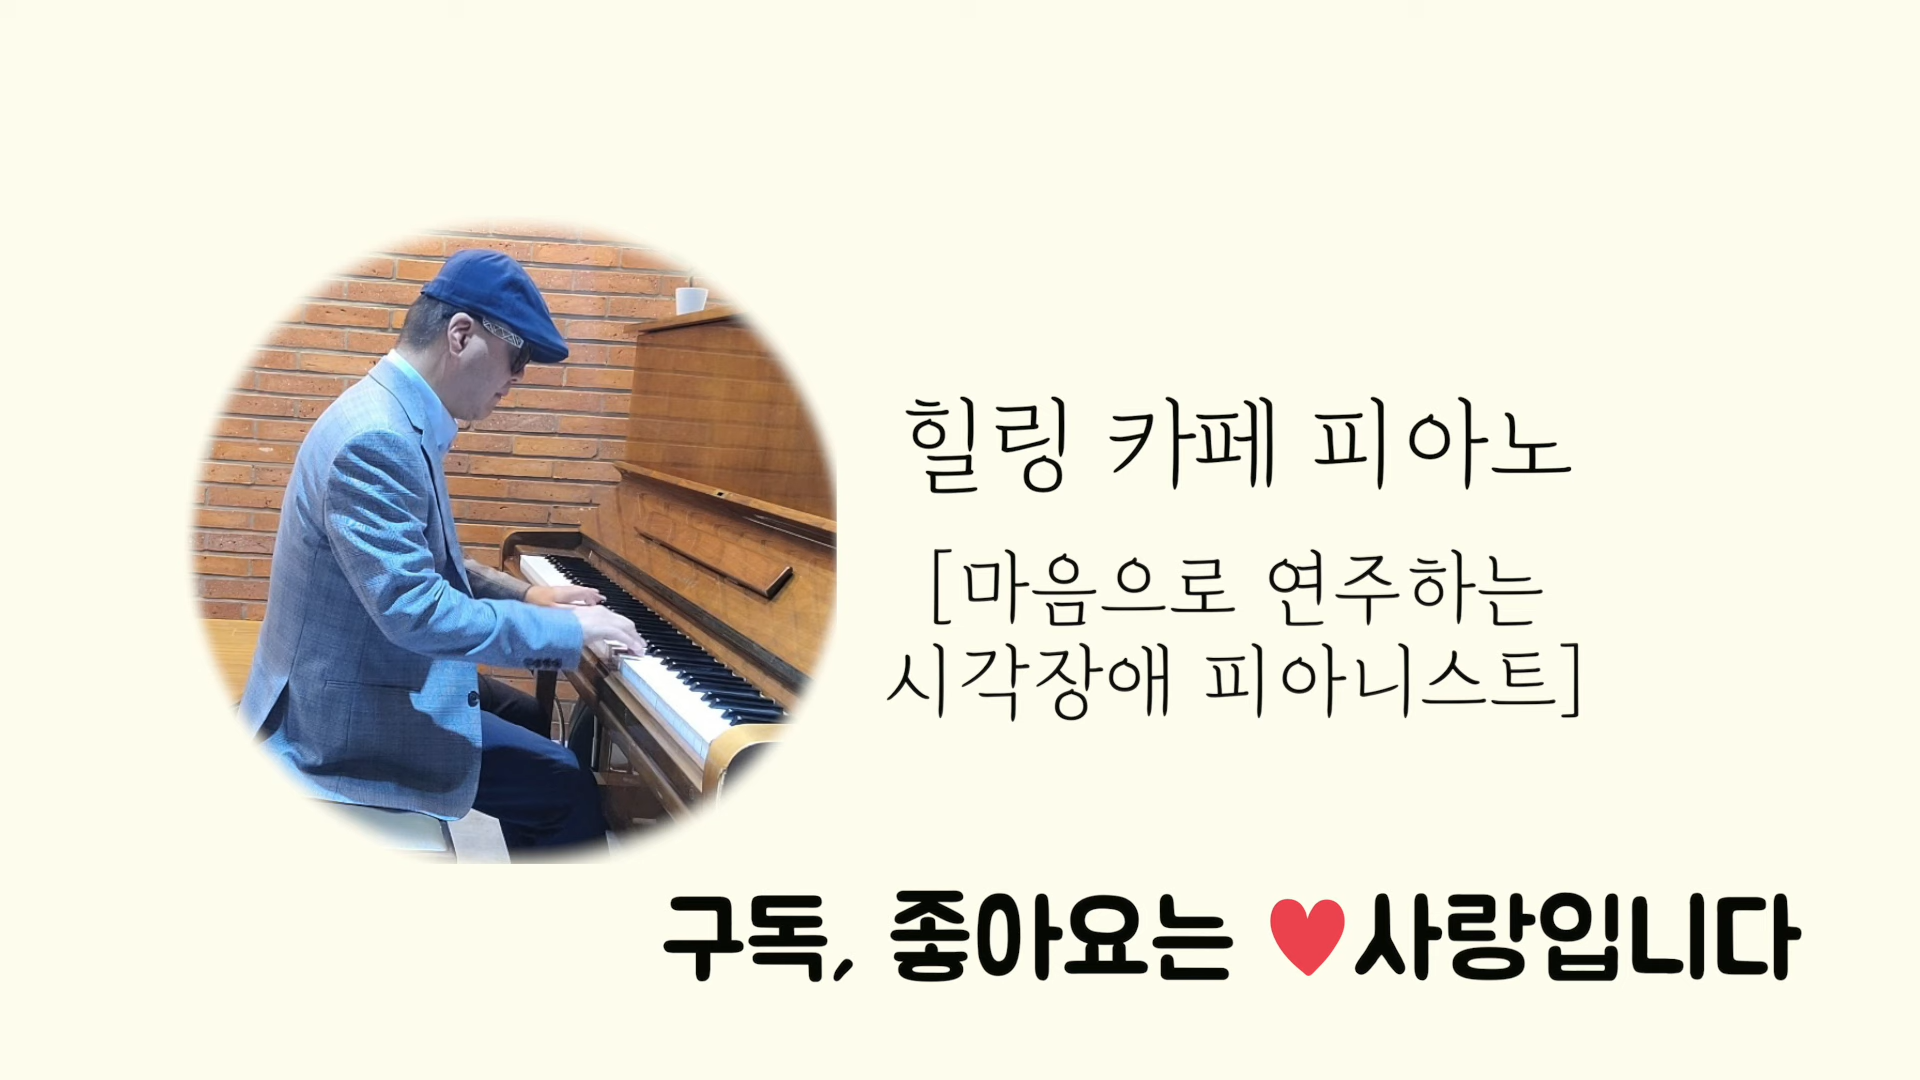 힐링 카페 피아노
[마음으로 연주하는
시각장애 피아니스트]
구독, 좋아요는 ♥사랑입니다